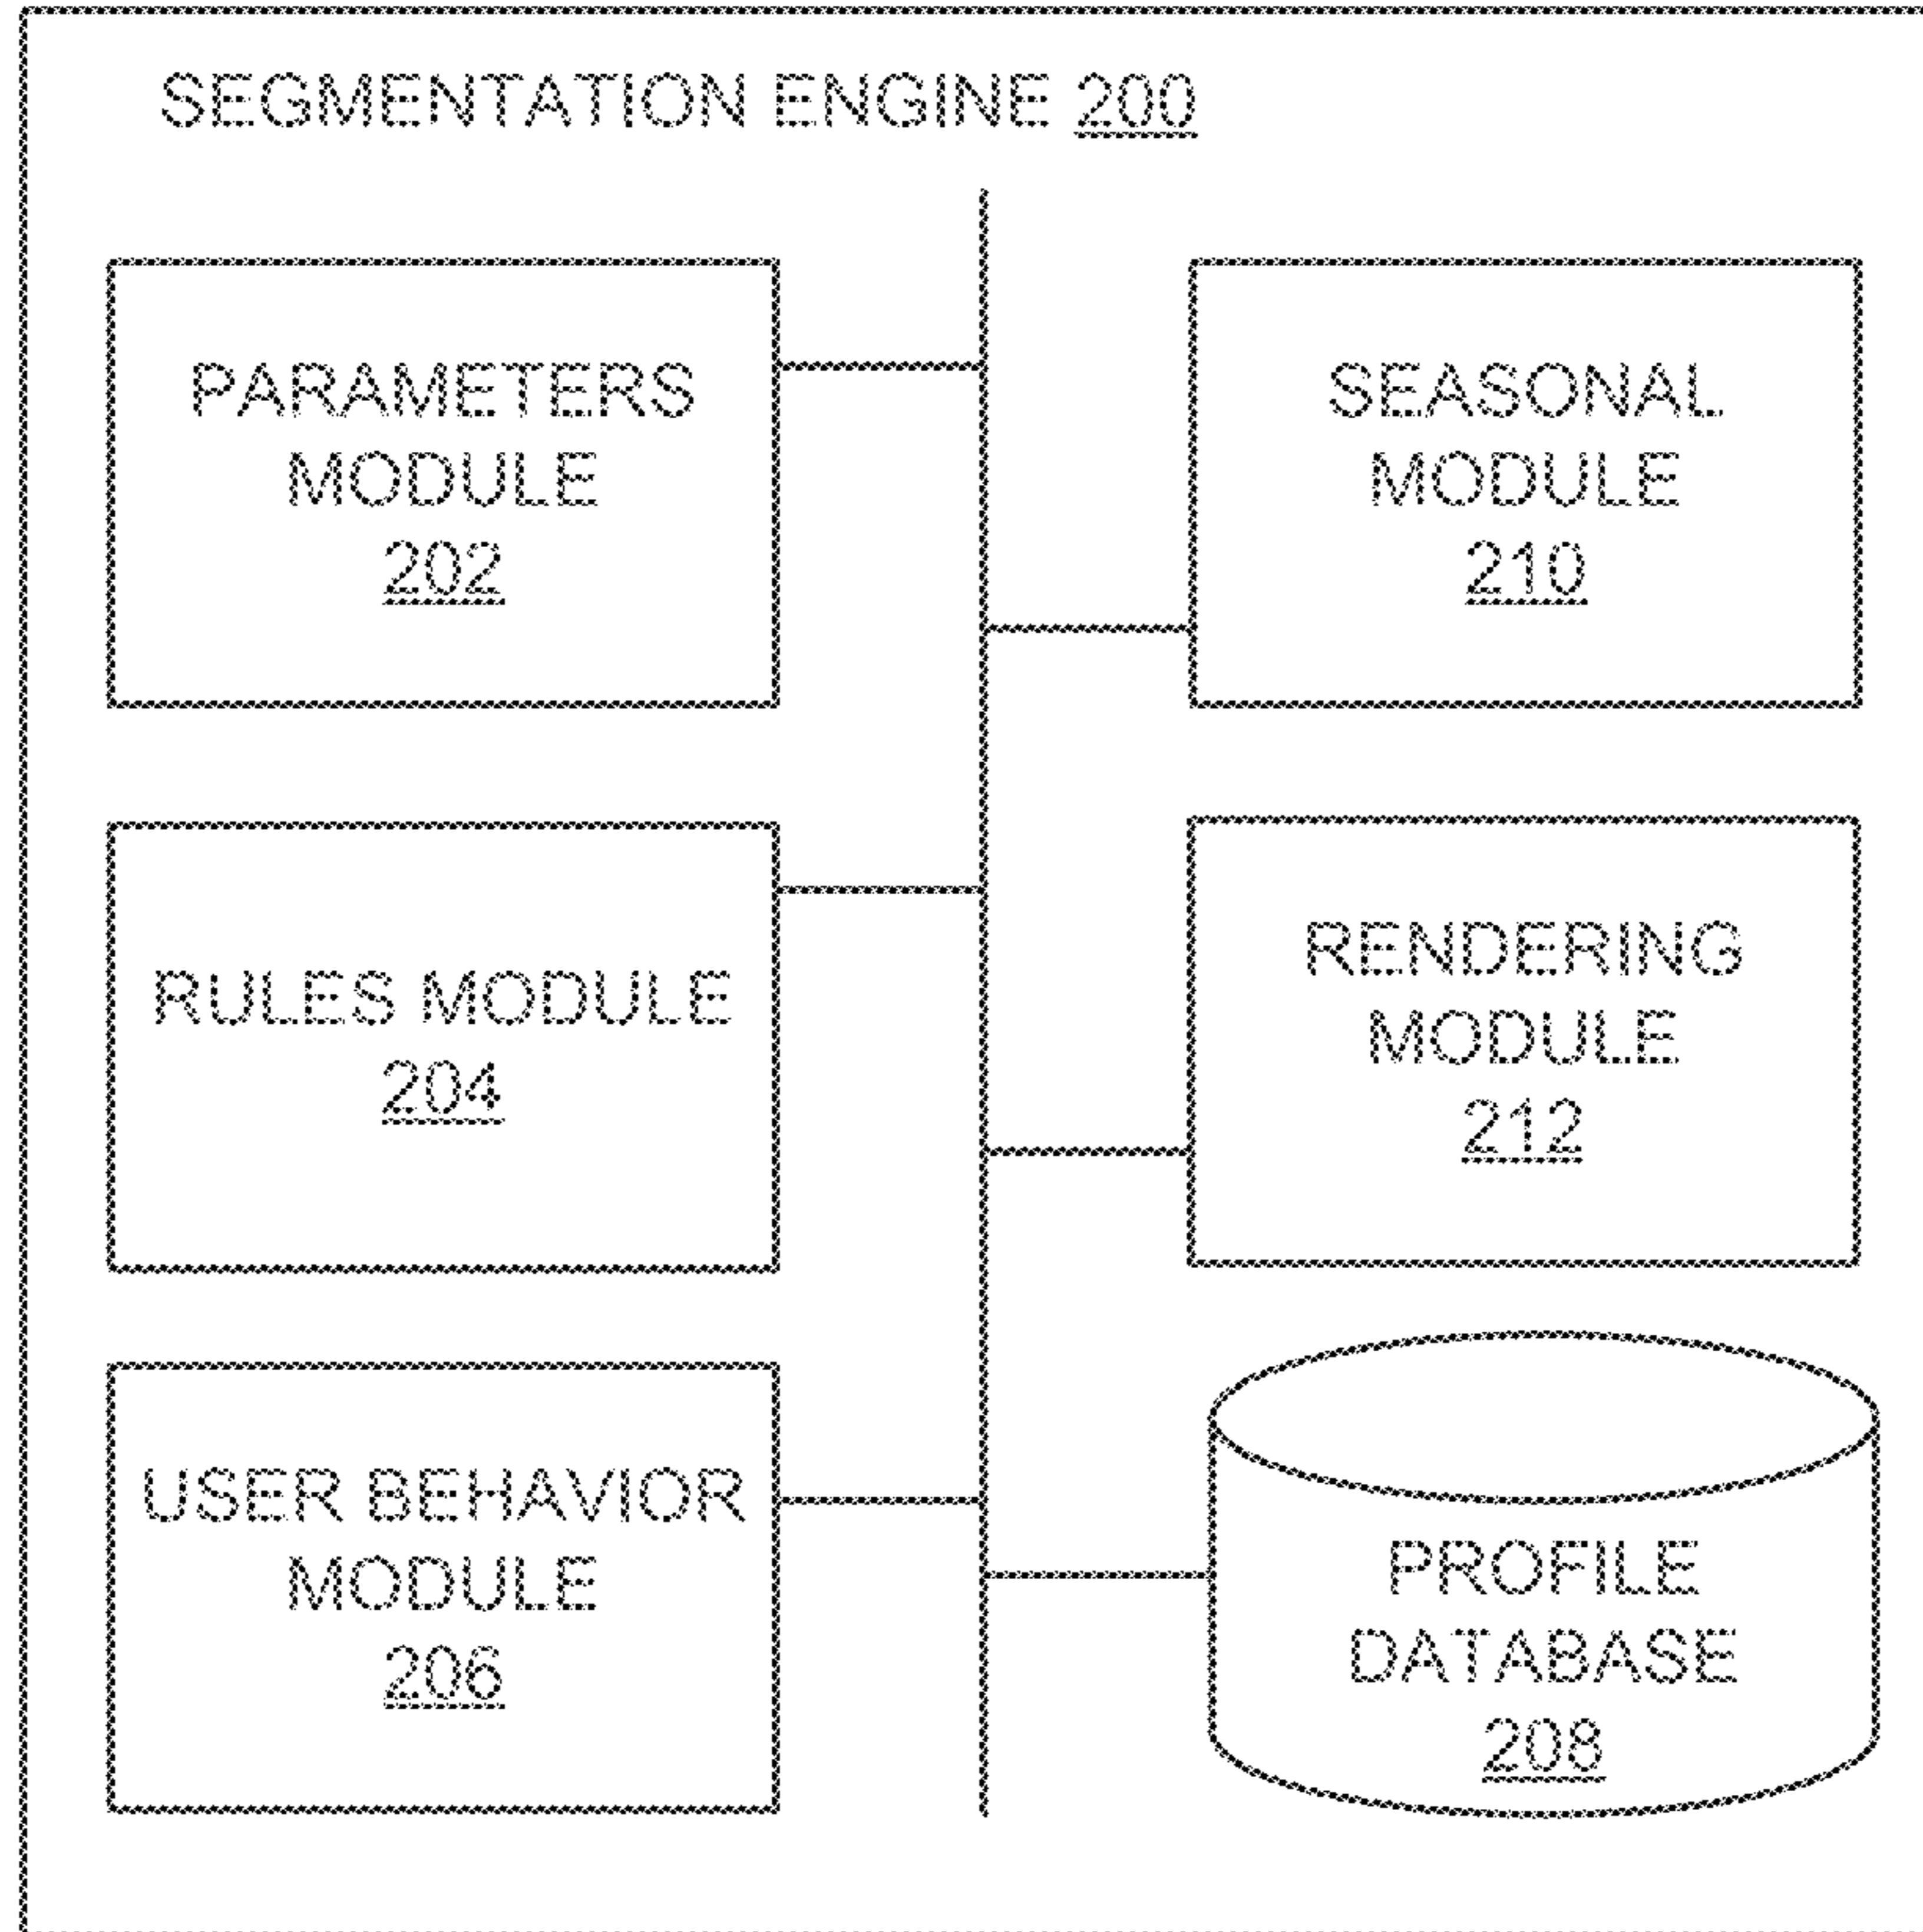 SEGMENTATION ENGINE 200
PARAMETERS
MODULE
202
SEASONAL
MODULE
210
RULES MODULE
204
RENDERING
MODULE
212
USER BEHAVIOR
MODULE
206
PROFILE
DATABASE
208